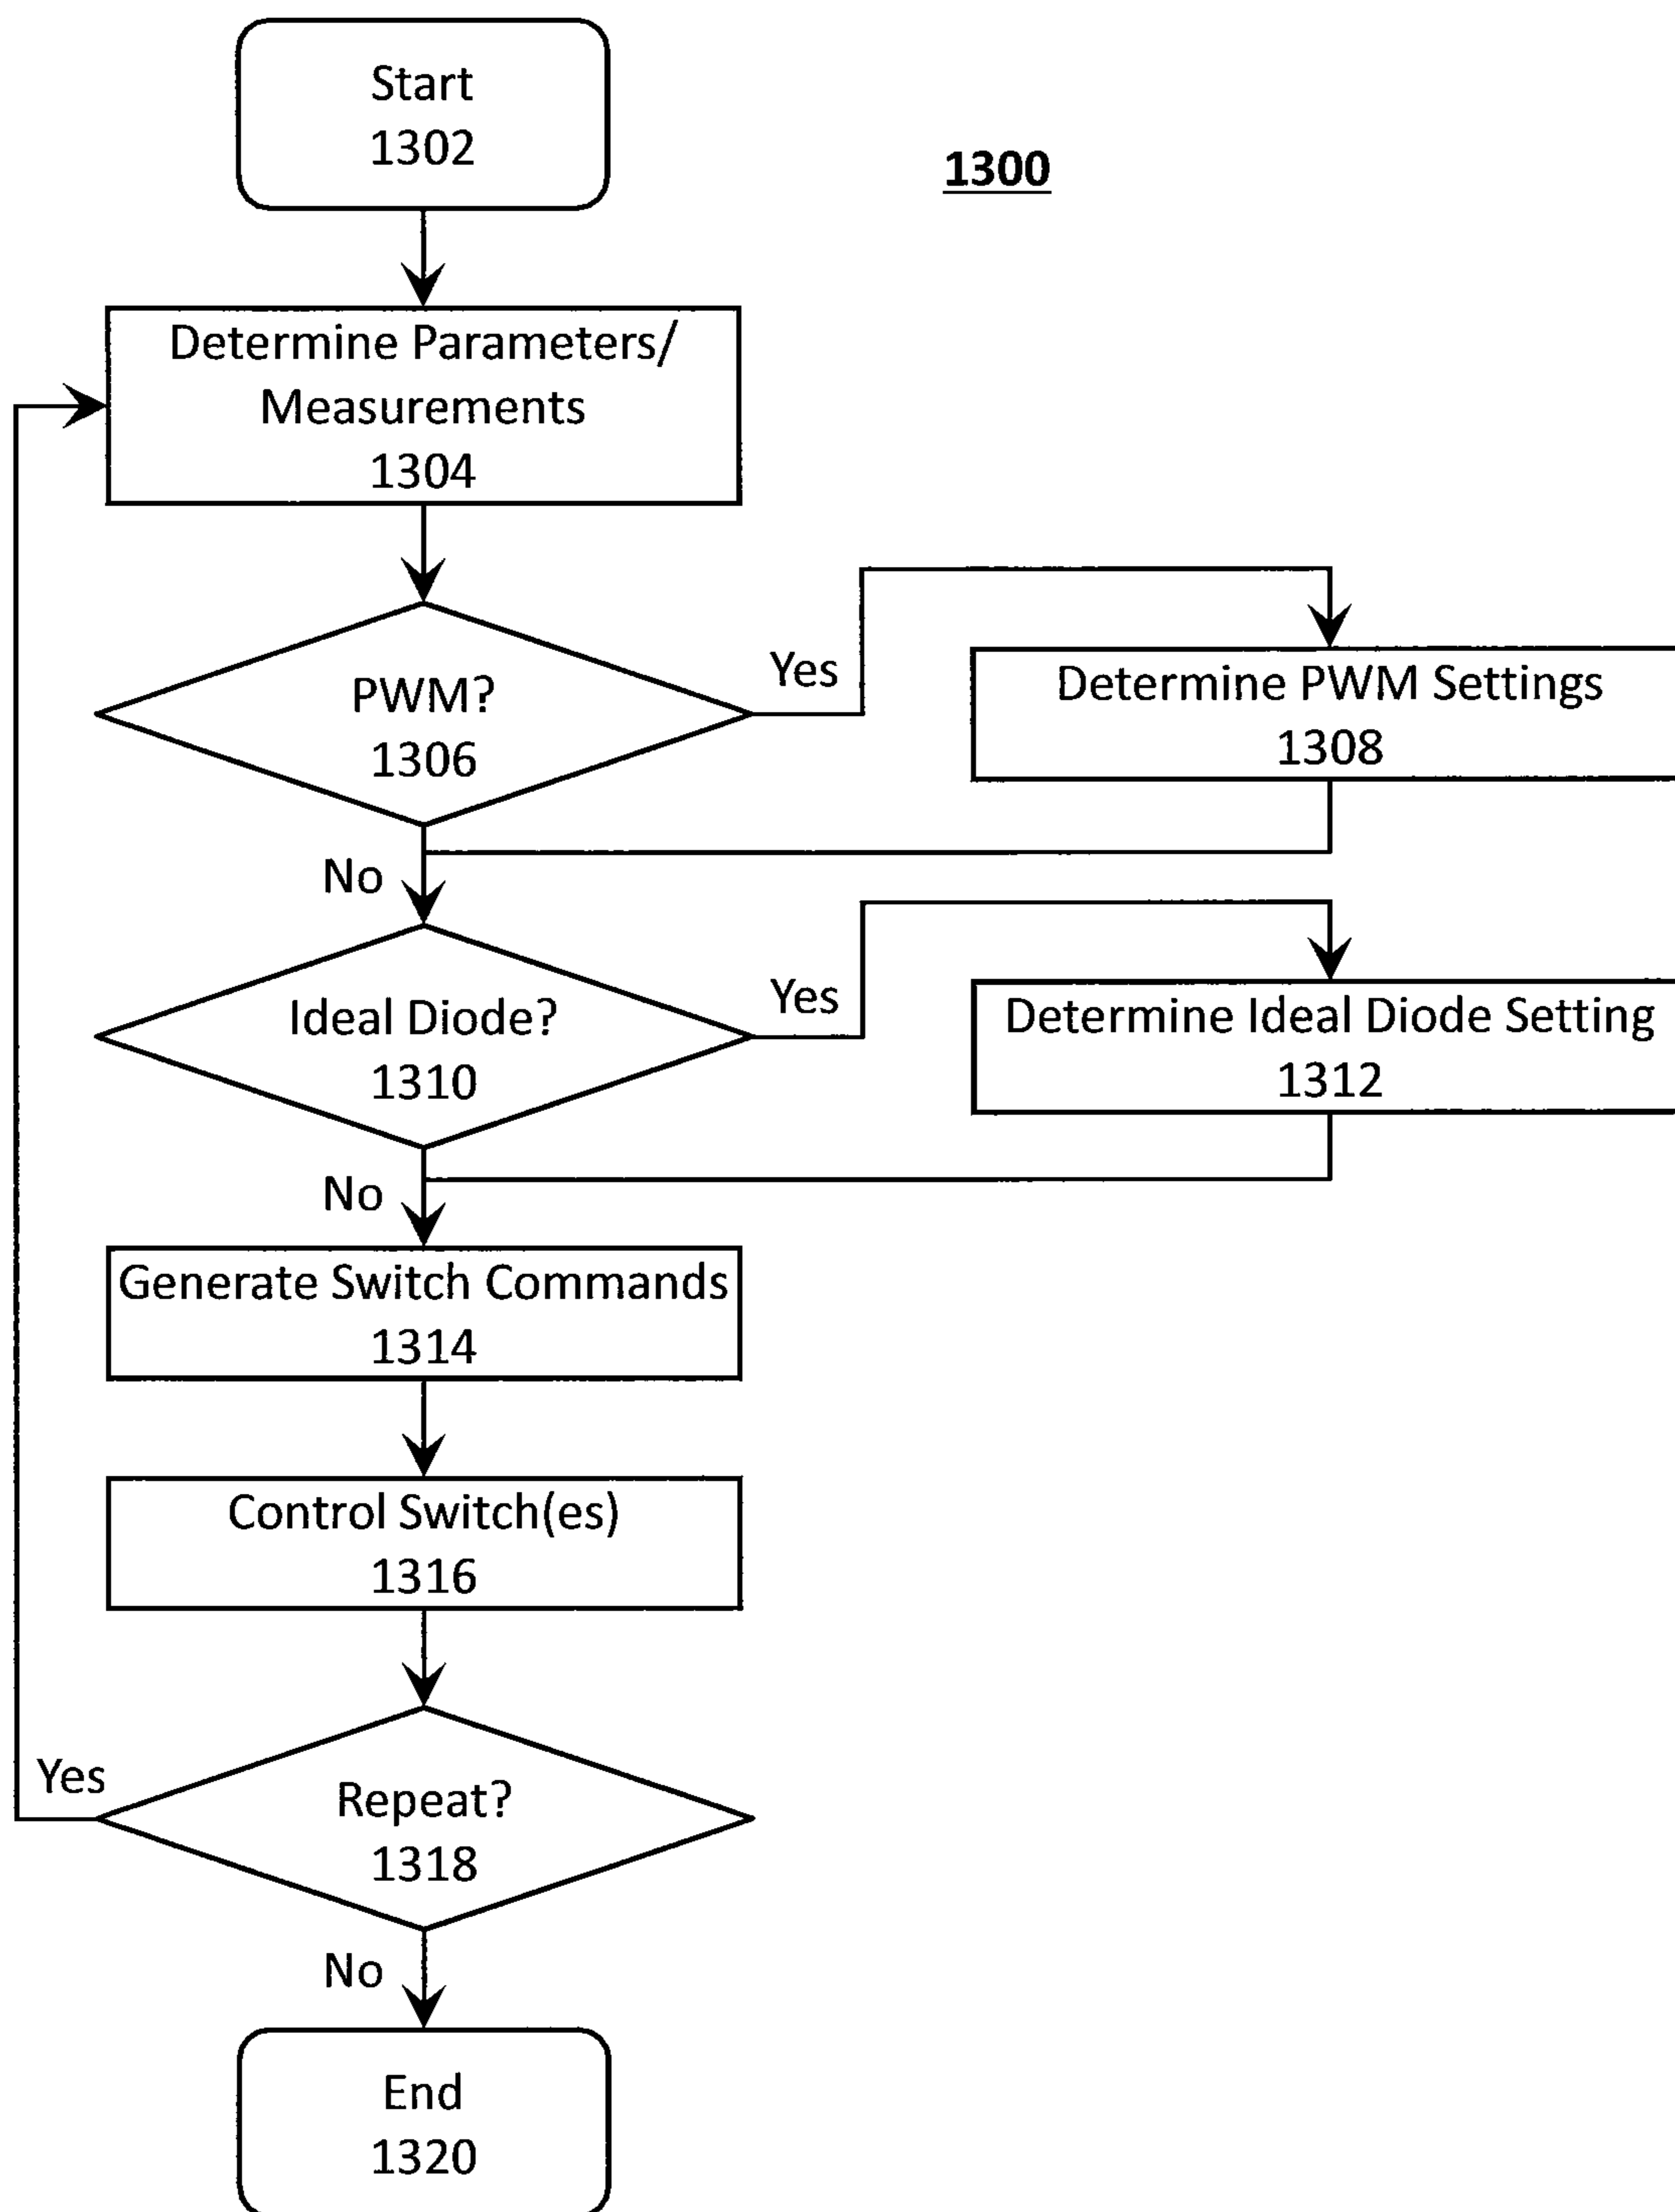 Start
1302
1300
Determine Parameters/
Measurements
1304
PWM?
1306
Yes
Determine PWM Settings
1308
No
Ideal Diode?
1310
Yes
Determine Ideal Diode Setting
1312
No
Generate Switch Commands
1314
Control Switch(es)
1316
Repeat?
1318
Yes
No
End
1320